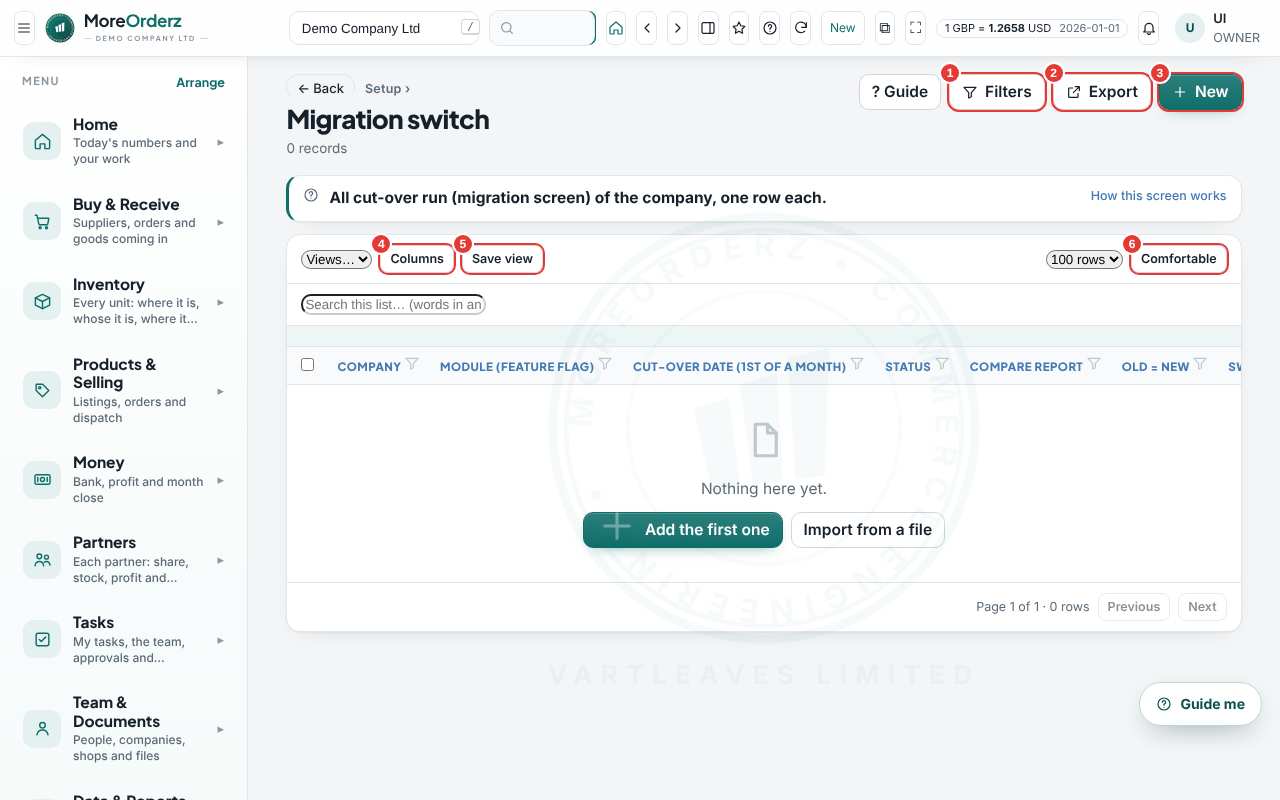 MoreOrderz
— DEMO COMPANY LTD —
Demo Company Ltd
/
New
1 GBP = 1.2658 USD 2026-01-01
U
UI
OWNER
MENU
Arrange
Home
Today's numbers and
your work
Buy & Receive
Suppliers, orders and
goods coming in
Inventory
Every unit: where it is,
whose it is, where it...
Products &
Selling
Listings, orders and
dispatch
Money
Bank, profit and month
close
Partners
Each partner: share,
stock, profit and...
Tasks
My tasks, the team,
approvals and...
Team &
Documents
People, companies,
shops and files
Data & Reports
← Back
Setup ›
Migration switch
0 records
? Guide
1
Filters
2
Export
3
+ New
All cut-over run (migration screen) of the company, one row each.
How this screen works
Views...
4
Columns
5
Save view
100 rows
6
Comfortable
Search this list... (words in an
COMPANY
MODULE (FEATURE FLAG)
CUT-OVER DATE (1ST OF A MONTH)
STATUS
COMPARE REPORT
OLD = NEW
SW
Nothing here yet.
+ Add the first one
Import from a file
Page 1 of 1 · 0 rows
Previous
Next
MOREORDERZ • COMMERCE ENGINEERING •
VARTLEAVES LIMITED
Guide me